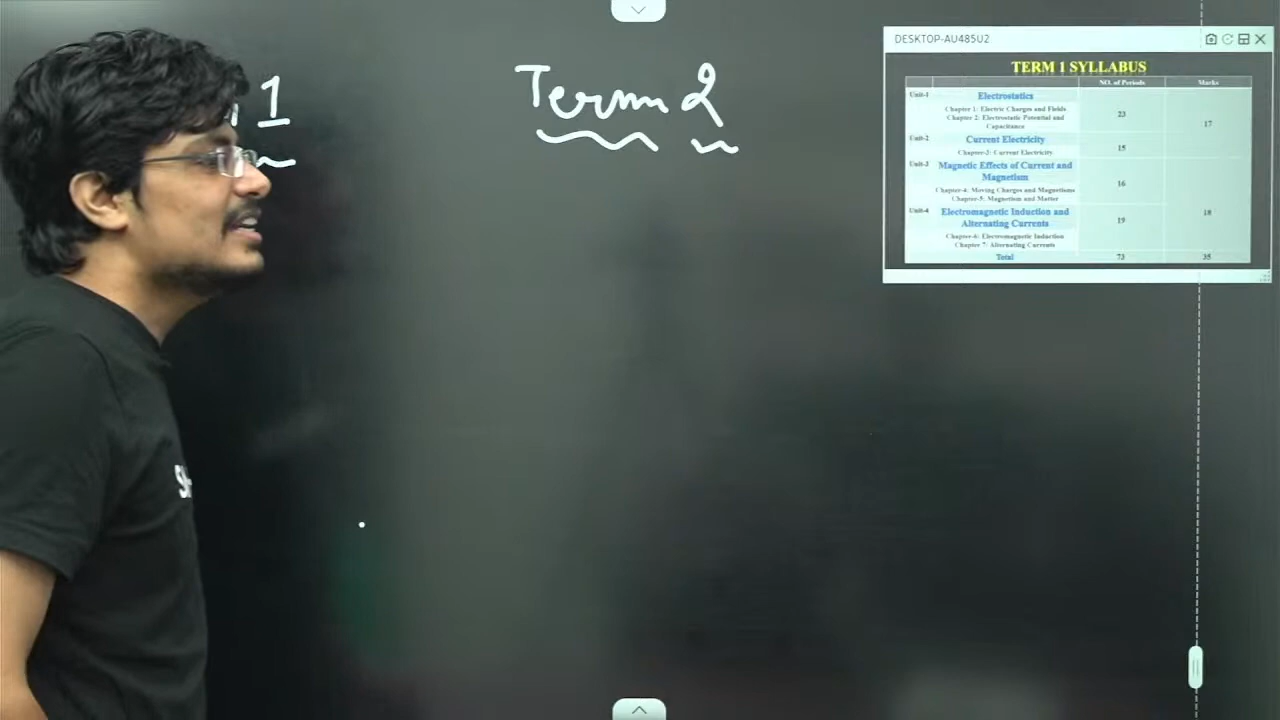 1
Term 2
DESKTOP-AU485U2
TERM 1 SYLLABUS
NO. of Periods Marks
Unit-1 Electrostatics
Chapter 1: Electric Charges and Fields
Chapter 2: Electrostatic Potential and
Capacitance
23
17
Unit-2 Current Electricity
Chapter-3: Current Electricity
15
Unit-3 Magnetic Effects of Current and
Magnetism
Chapter-4: Moving Charges and Magnetisms
Chapter-5: Magnetism and Matter
16
Unit-4 Electromagnetic Induction and
Alternating Currents
Chapter-6: Electromagnetic Induction
Chapter 7: Alternating Currents
19
18
Total 73 35